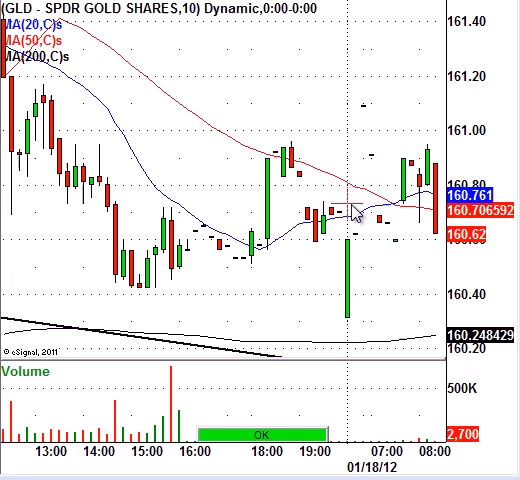 (GLD - SPDR GOLD SHARES,10) Dynamic,0:00-0:00
MA(20,C)s
MA(50,C)s
MA(200,C)s
161.40
161.20
161.00
160.80
160.761
160.706592
160.62
160.40
160.248429
160.20
© eSignal, 2011
Volume
500K
2,700
OK
13:00 14:00 15:00 16:00 18:00 19:00 07:00 08:00
01/18/12